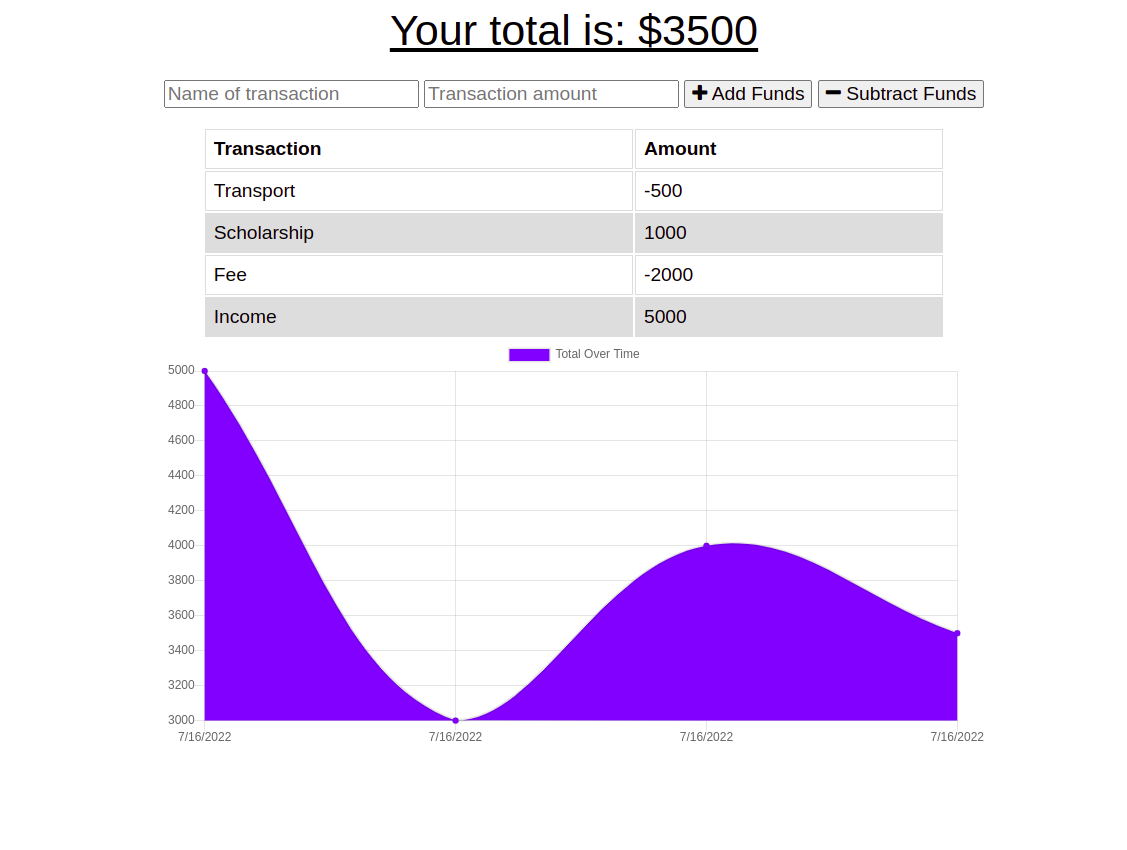 Your total is: $3500
Name of transaction Transaction amount Add Funds Subtract Funds
Transaction Amount
Transport -500
Scholarship 1000
Fee -2000
Income 5000
Total Over Time
5000
4800
4600
4400
4200
4000
3800
3600
3400
3200
3000
7/16/2022 7/16/2022 7/16/2022 7/16/2022